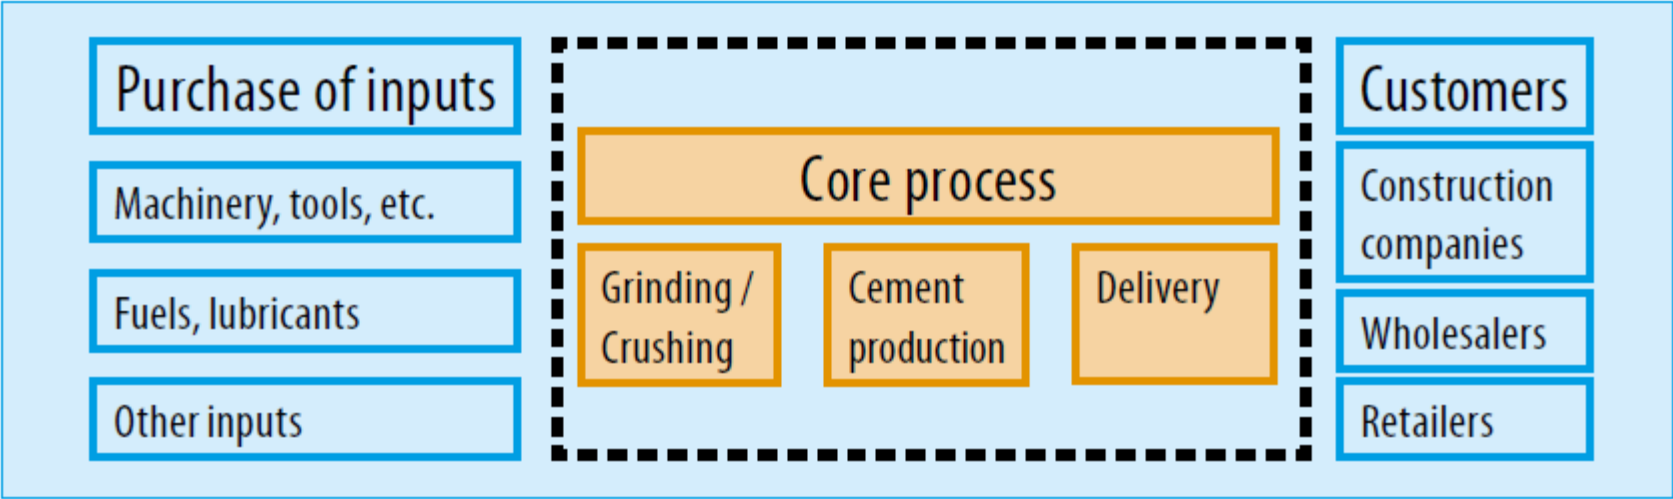 Purchase of inputs
Machinery, tools, etc.
Fuels, lubricants
Other inputs
Core process
Grinding /
Crushing
Cement
production
Delivery
Customers
Construction
companies
Wholesalers
Retailers